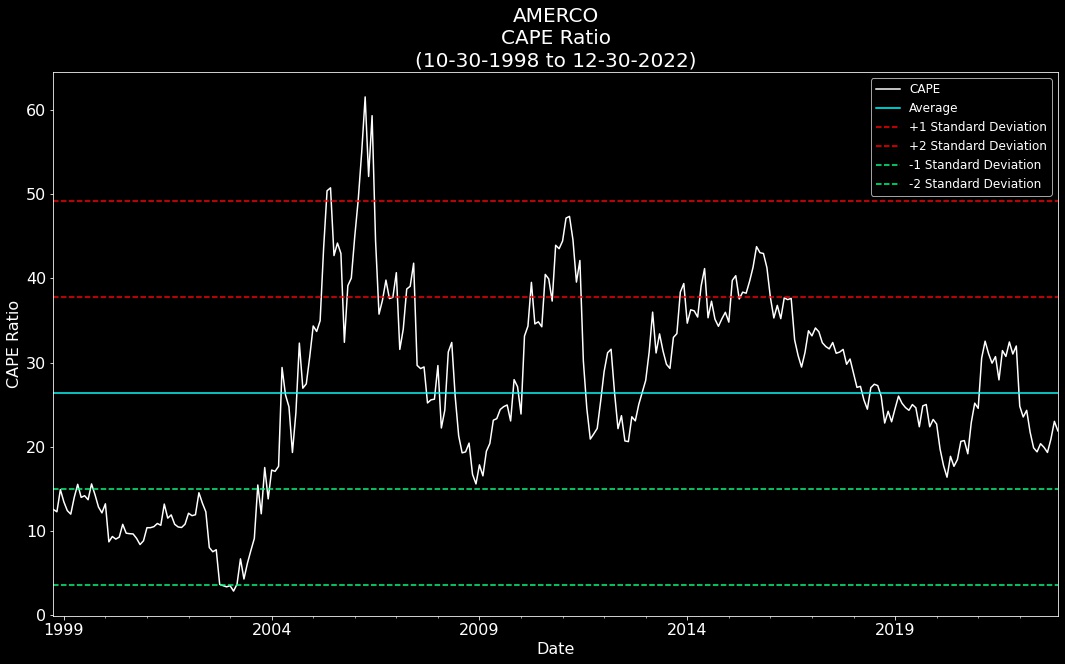 AMERCO
CAPE Ratio
(10-30-1998 to 12-30-2022)
CAPE
Average
+1 Standard Deviation
+2 Standard Deviation
-1 Standard Deviation
-2 Standard Deviation
60
50
40
30
20
10
0
CAPE Ratio
1999 2004 2009 2014 2019
Date